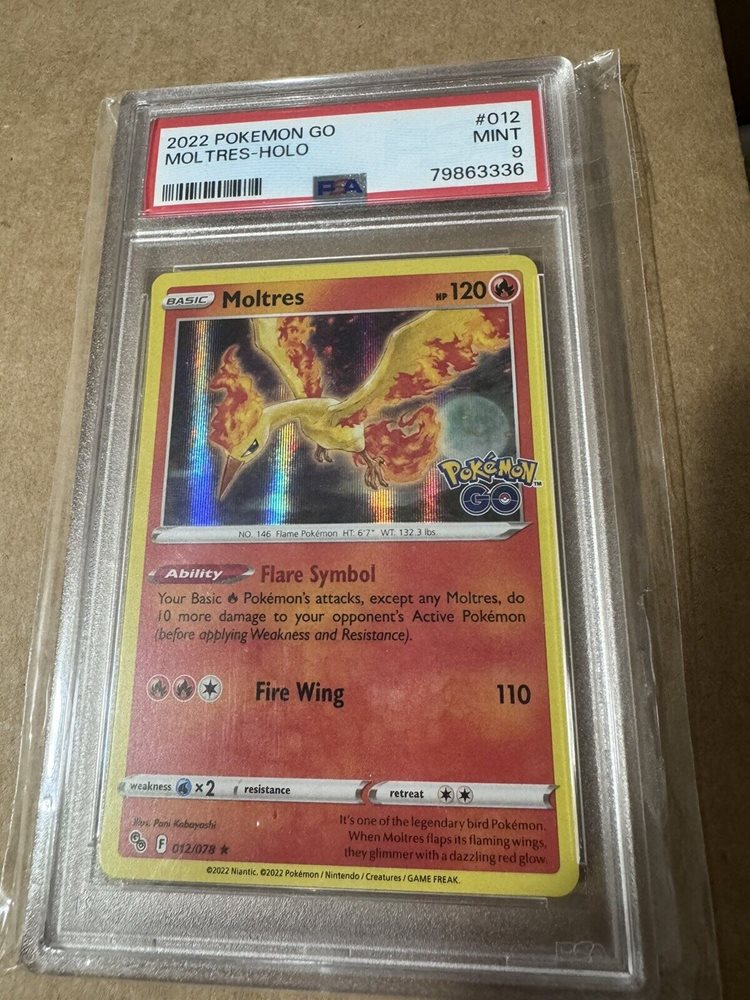 2022 POKEMON GO #012
MOLTRES-HOLO MINT
9
PSA 79863336
BASIC Moltres HP 120
Pokémon™
GO
NO. 146 Flame Pokémon HT: 6'7" WT: 132.3 lbs.
Ability Flare Symbol
Your Basic Pokémon's attacks, except any Moltres, do
10 more damage to your opponent's Active Pokémon
(before applying Weakness and Resistance).
Fire Wing 110
weakness ×2 resistance retreat
Illus. Pani Kobayashi
F 012/078 ★
It's one of the legendary bird Pokémon.
When Moltres flaps its flaming wings,
they glimmer with a dazzling red glow.
©2022 Niantic. ©2022 Pokémon / Nintendo / Creatures / GAME FREAK.